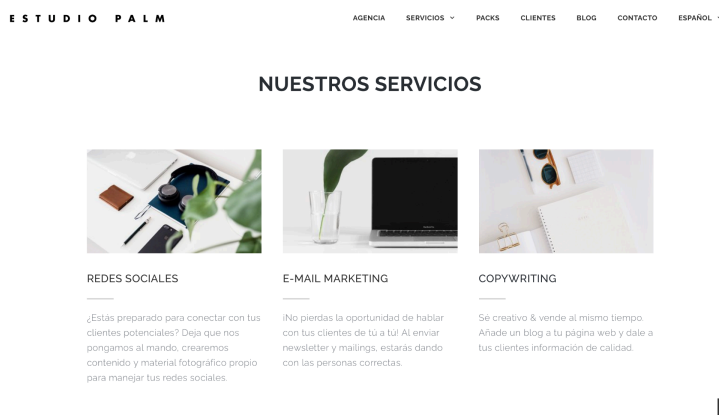 ESTUDIO PALM
AGENCIA SERVICIOS PACKS CLIENTES BLOG CONTACTO ESPAÑOL
NUESTROS SERVICIOS
REDES SOCIALES
¿Estás preparado para conectar con tus
clientes potenciales? Deja que nos
pongamos al mando, crearemos
contenido y material fotográfico propio
para manejar tus redes sociales.
E-MAIL MARKETING
¡No pierdas la oportunidad de hablar
con tus clientes de tú a tú! Al enviar
newsletter y mailings, estarás dando
con las personas correctas.
COPYWRITING
Sé creativo & vende al mismo tiempo.
Añade un blog a tu página web y dale a
tus clientes información de calidad.